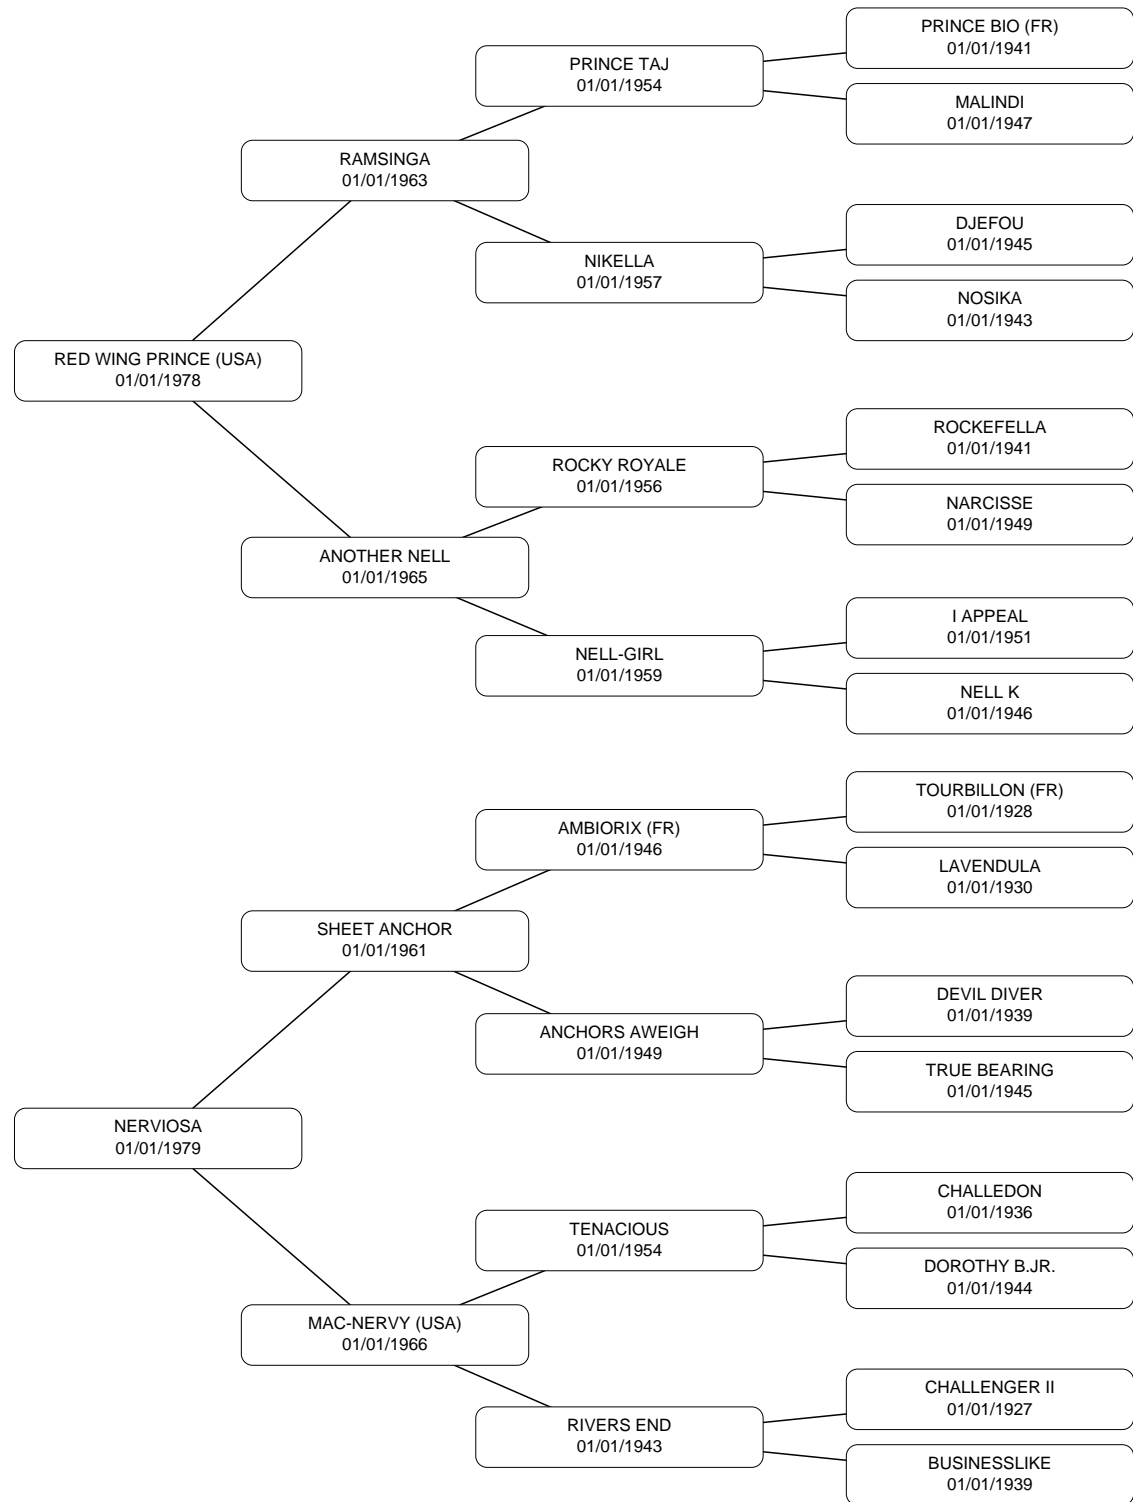 PRINCE BIO (FR)
01/01/1941
PRINCE TAJ
01/01/1954
MALINDI
01/01/1947
RAMSINGA
01/01/1963
DJEFOU
01/01/1945
NIKELLA
01/01/1957
NOSIKA
01/01/1943
RED WING PRINCE (USA)
01/01/1978
ROCKEFELLA
01/01/1941
ROCKY ROYALE
01/01/1956
NARCISSE
01/01/1949
ANOTHER NELL
01/01/1965
I APPEAL
01/01/1951
NELL-GIRL
01/01/1959
NELL K
01/01/1946
TOURBILLON (FR)
01/01/1928
AMBIORIX (FR)
01/01/1946
LAVENDULA
01/01/1930
SHEET ANCHOR
01/01/1961
DEVIL DIVER
01/01/1939
ANCHORS AWEIGH
01/01/1949
TRUE BEARING
01/01/1945
NERVIOSA
01/01/1979
CHALLEDON
01/01/1936
TENACIOUS
01/01/1954
DOROTHY B.JR.
01/01/1944
MAC-NERVY (USA)
01/01/1966
CHALLENGER II
01/01/1927
RIVERS END
01/01/1943
BUSINESSLIKE
01/01/1939